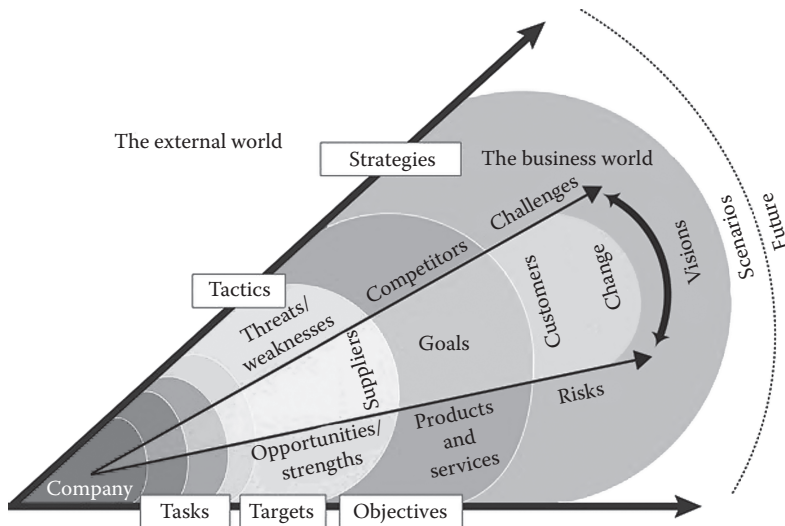 The external world
Strategies
The business world
Challenges
Competitors
Tactics
Threats/
weaknesses
Suppliers
Goals
Customers
Change
Visions
Scenarios
Future
Risks
Products
and
services
Opportunities/
strengths
Company
Tasks
Targets
Objectives